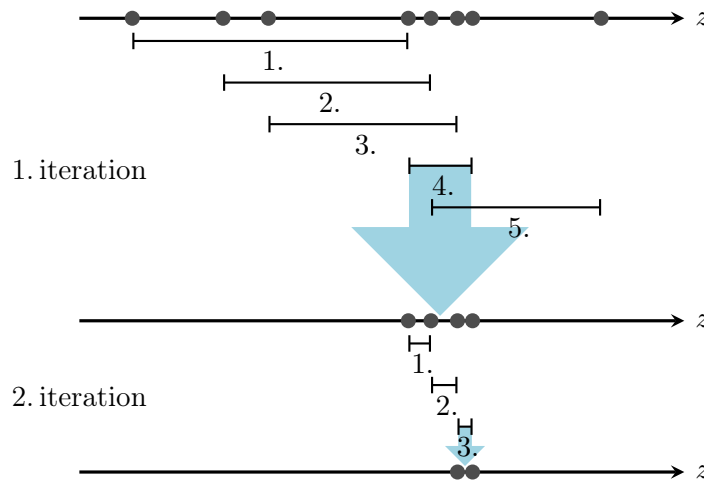 z
1.
2.
3.
1. iteration
4.
5.
z
1.
2.
2. iteration
3.
z